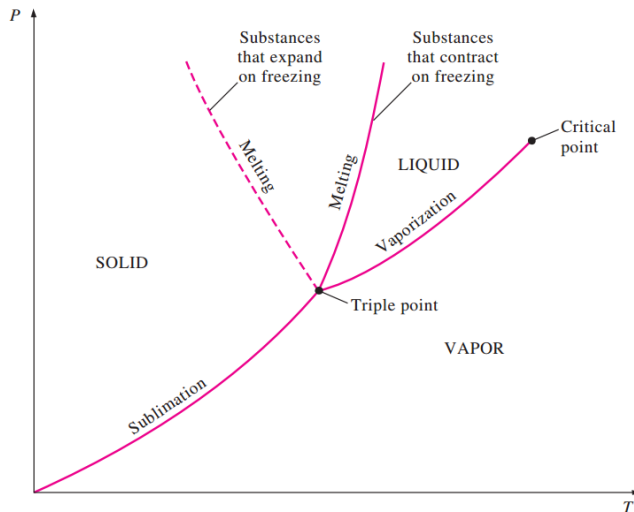 P
Substances
that expand
on freezing
Substances
that contract
on freezing
Critical
point
Melting
Melting
LIQUID
Vaporization
SOLID
Triple point
VAPOR
Sublimation
T